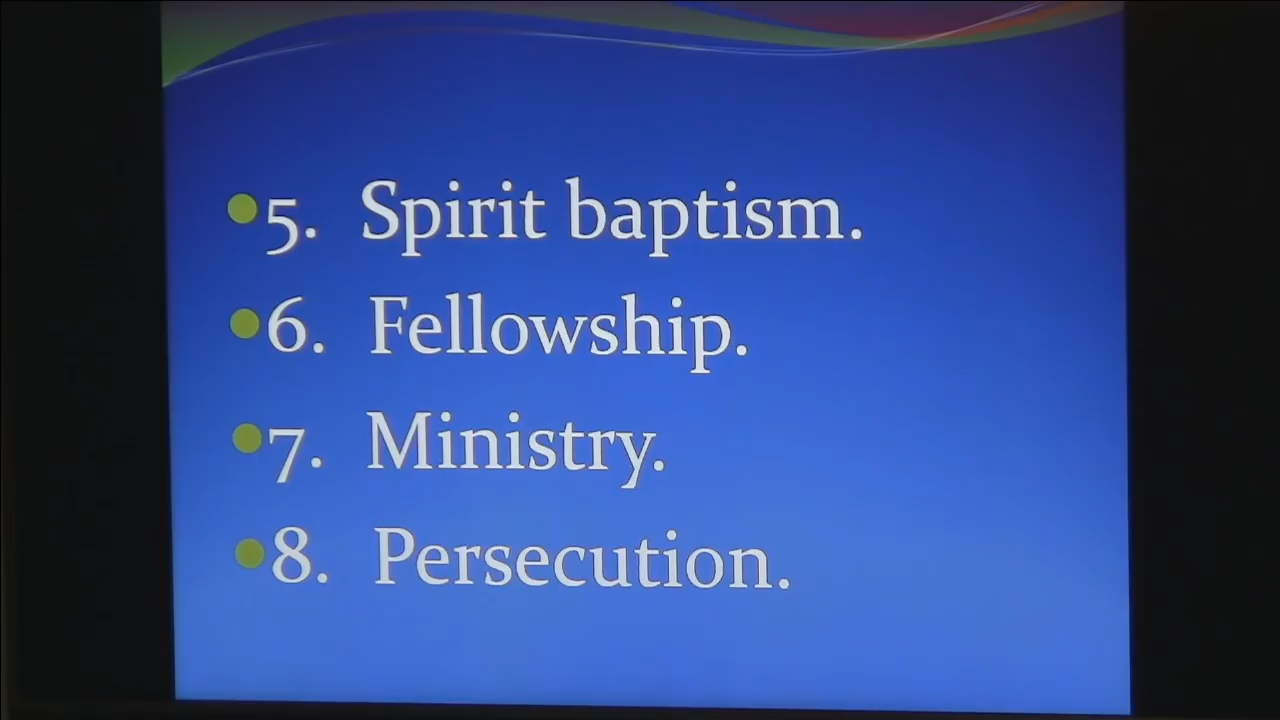 5. Spirit baptism.
6. Fellowship.
7. Ministry.
8. Persecution.